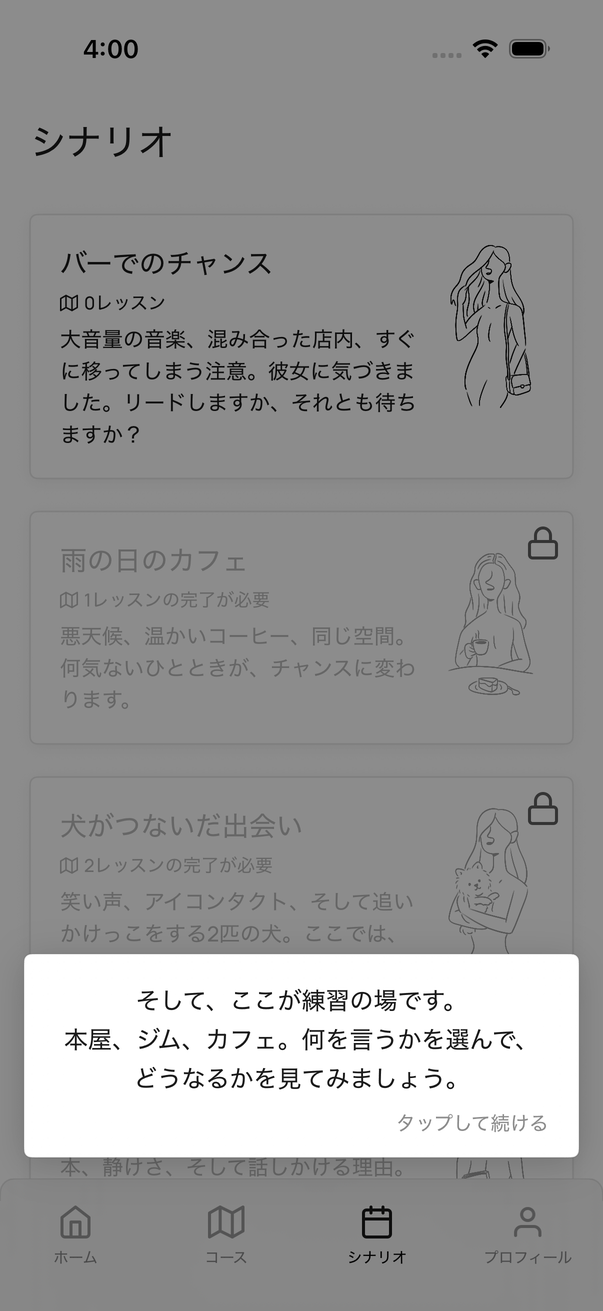 4:00
シナリオ
バーでのチャンス
0レッスン
大音量の音楽、混み合った店内、すぐ
に移ってしまう注意。彼女に気づきま
した。リードしますか、それとも待ち
ますか？
雨の日のカフェ
1レッスンの完了が必要
悪天候、温かいコーヒー、同じ空間。
何気ないひとときが、チャンスに変わ
ります。
犬がつないだ出会い
2レッスンの完了が必要
笑い声、アイコンタクト、そして追い
かけっこをする2匹の犬。ここでは、
そして、ここが練習の場です。
本屋、ジム、カフェ。何を言うかを選んで、
どうなるかを見てみましょう。
タップして続ける
本、静けさ、そして話しかける理由。
ホーム
コース
シナリオ
プロフィール